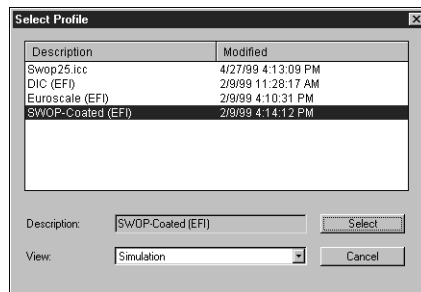 Select Profile
Description Modified
Swop25.icc 4/27/99 4:13:09 PM
DIC (EFI) 2/9/99 11:28:17 AM
Euroscale (EFI) 2/9/99 4:10:31 PM
SWOP-Coated (EFI) 2/9/99 4:14:12 PM
Description: SWOP-Coated (EFI) Select
View: Simulation Cancel